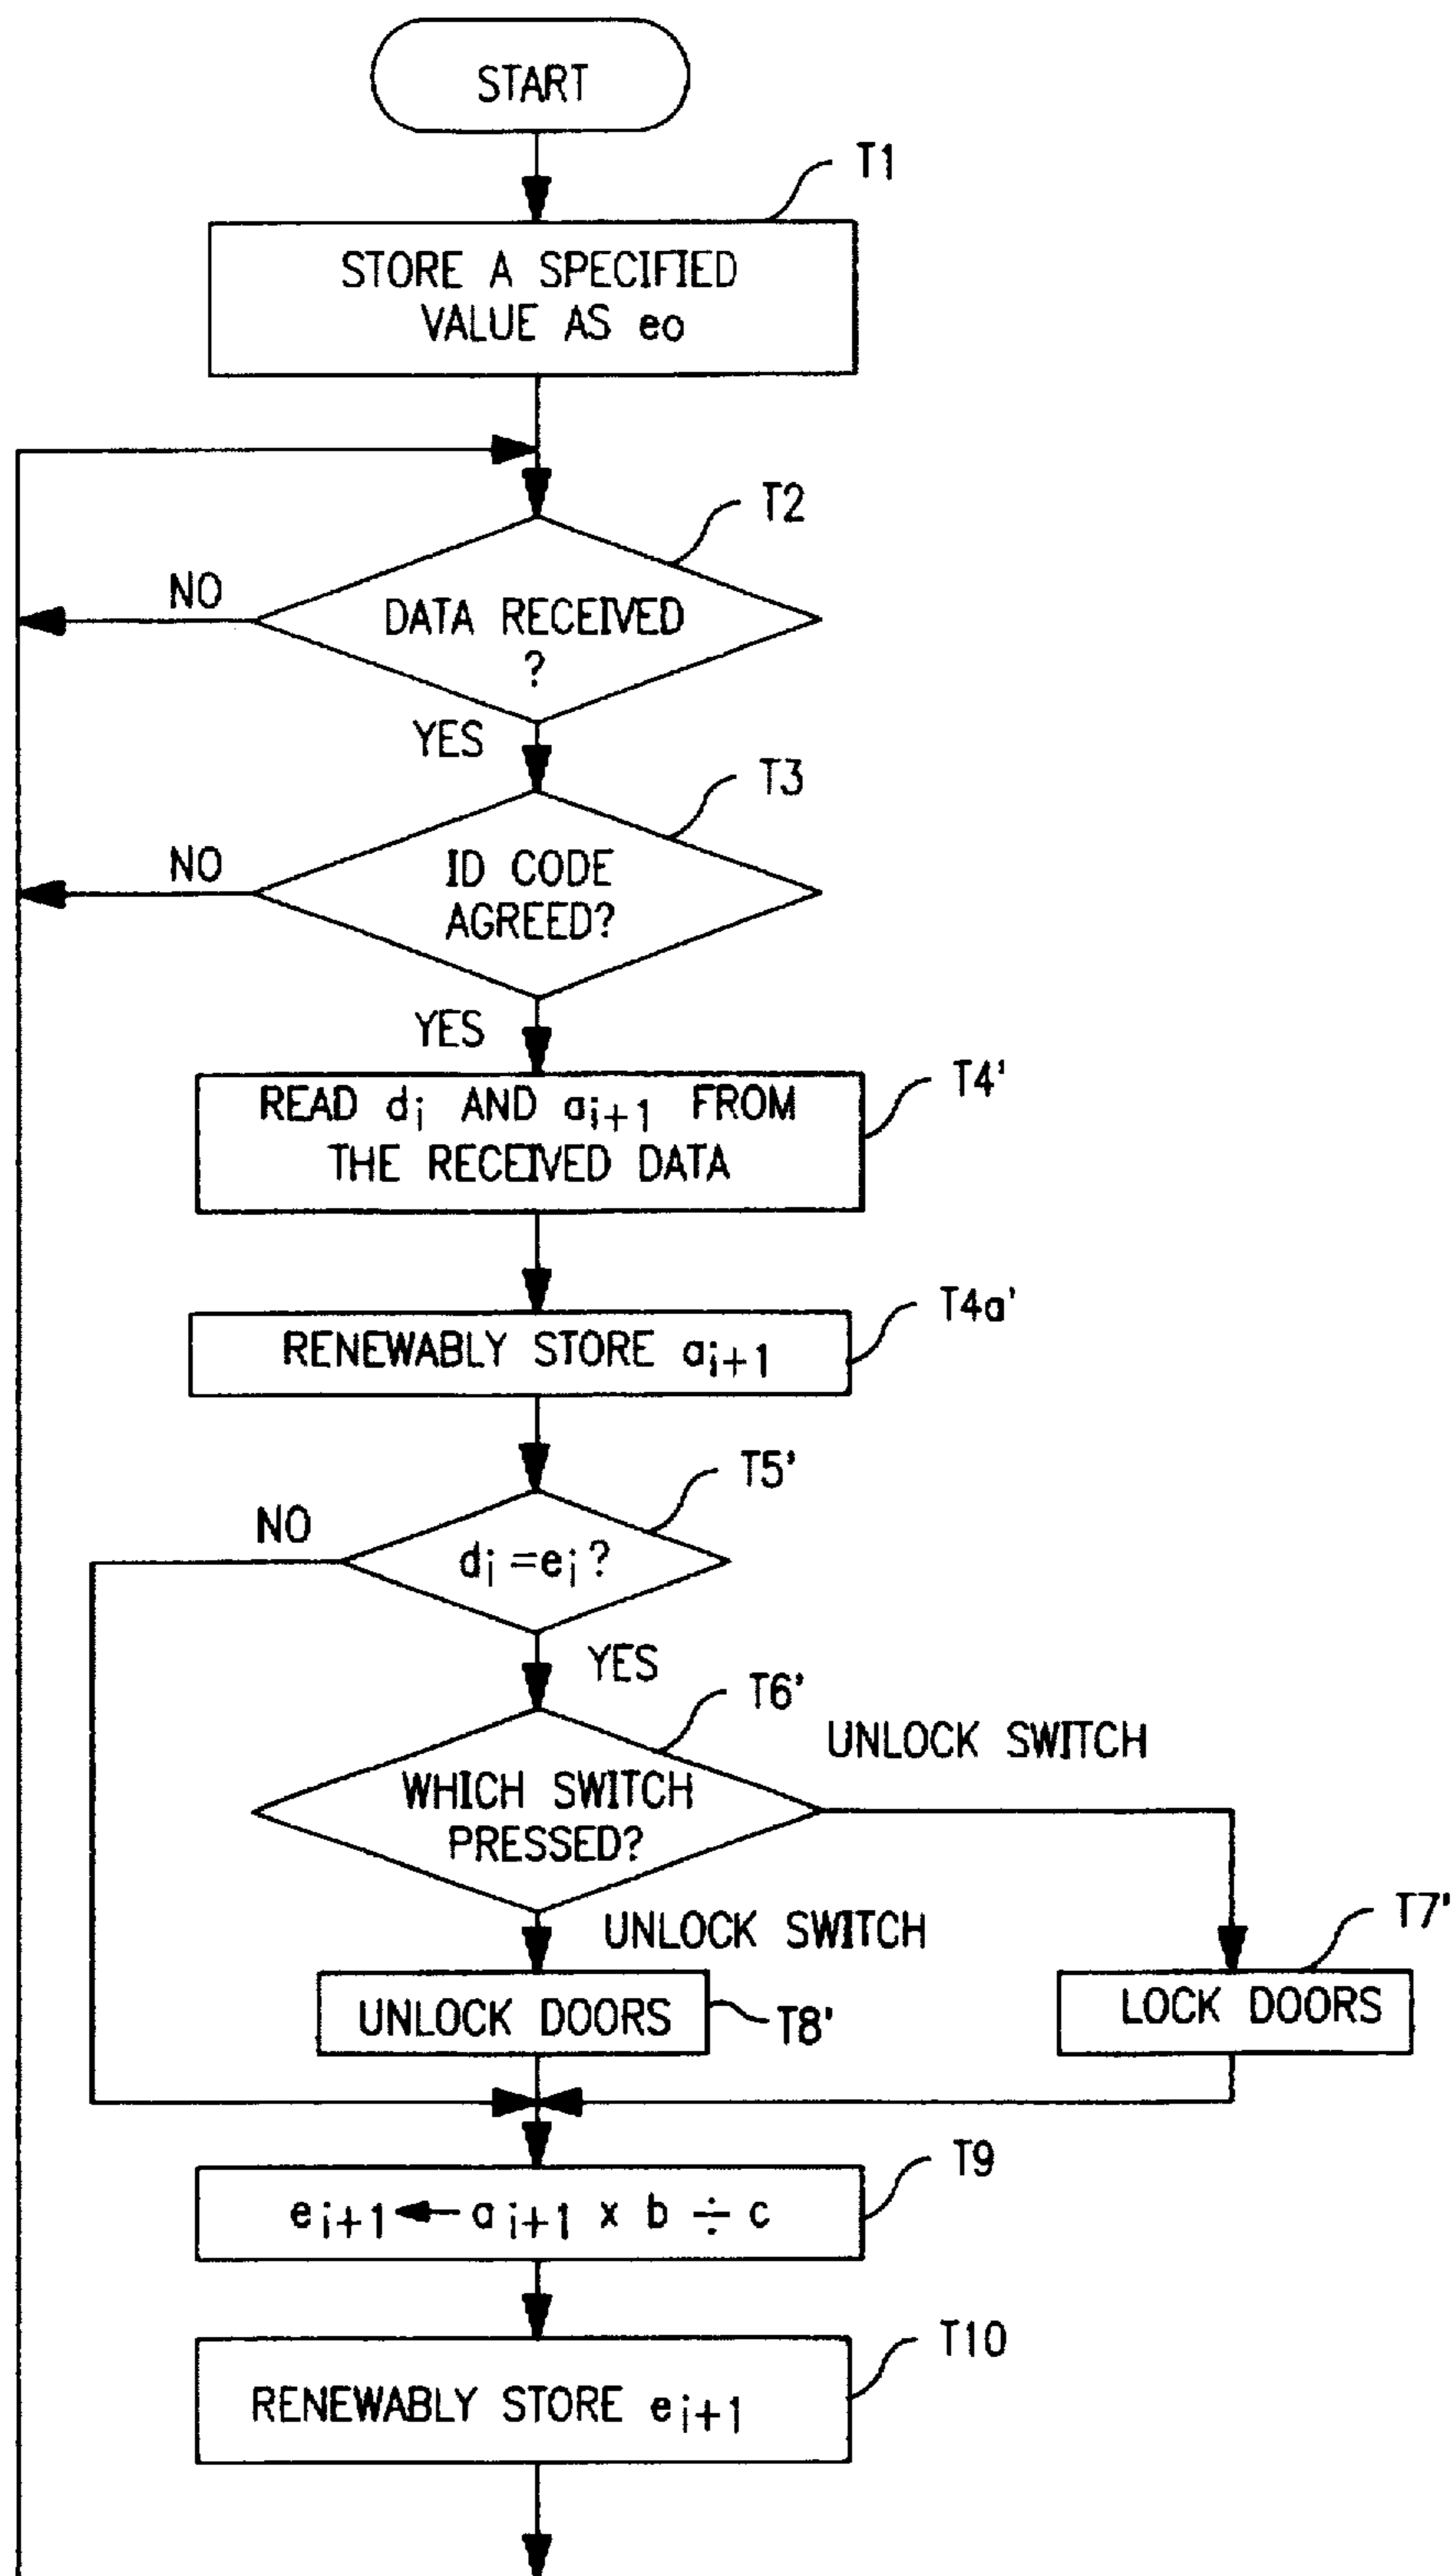 START
T1
STORE A SPECIFIED
VALUE AS eo
T2
NO
DATA RECEIVED
?
YES
T3
NO
ID CODE
AGREED?
YES
T4'
READ di AND ai+1 FROM
THE RECEIVED DATA
T4a'
RENEWABLY STORE ai+1
T5'
NO
di = ei ?
YES
T6'
UNLOCK SWITCH
WHICH SWITCH
PRESSED?
UNLOCK SWITCH
T7'
UNLOCK DOORS
T8'
LOCK DOORS
T9
ei+1 ← ai+1 x b ÷ c
T10
RENEWABLY STORE ei+1